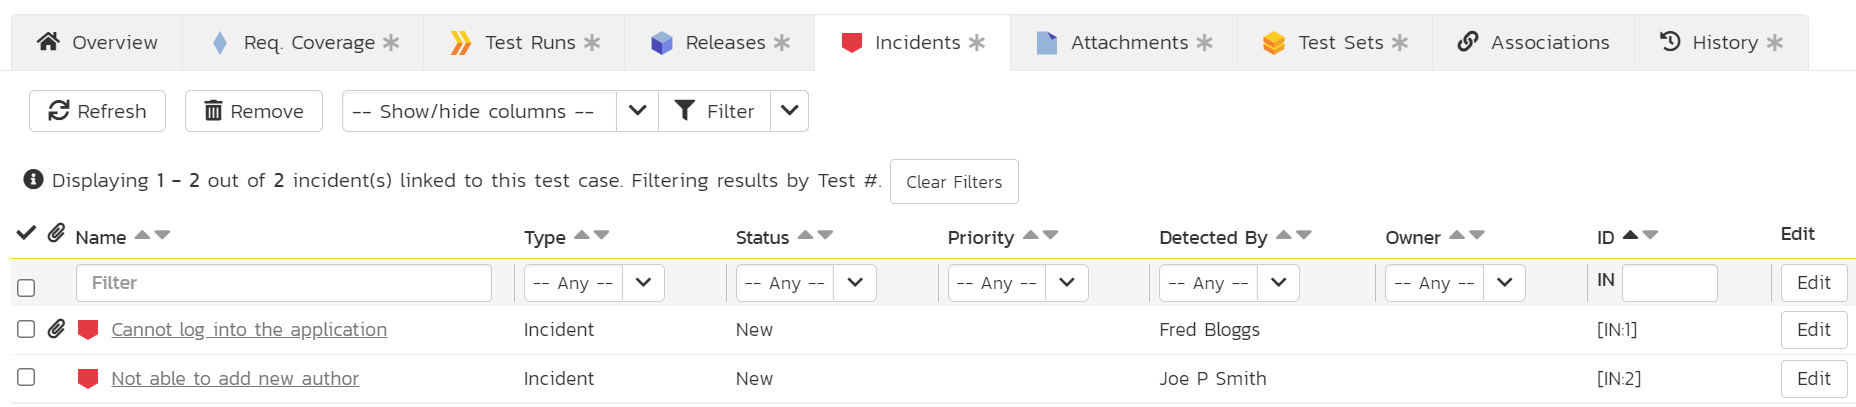 Overview Req. Coverage Test Runs Releases Incidents Attachments Test Sets Associations History
Refresh Remove -- Show/hide columns -- Filter
Displaying 1 - 2 out of 2 incident(s) linked to this test case. Filtering results by Test #. Clear Filters
Name Type Status Priority Detected By Owner ID Edit
Filter -- Any -- -- Any -- -- Any -- -- Any -- -- Any -- IN Edit
Cannot log into the application Incident New Fred Bloggs [IN:1] Edit
Not able to add new author Incident New Joe P Smith [IN:2] Edit